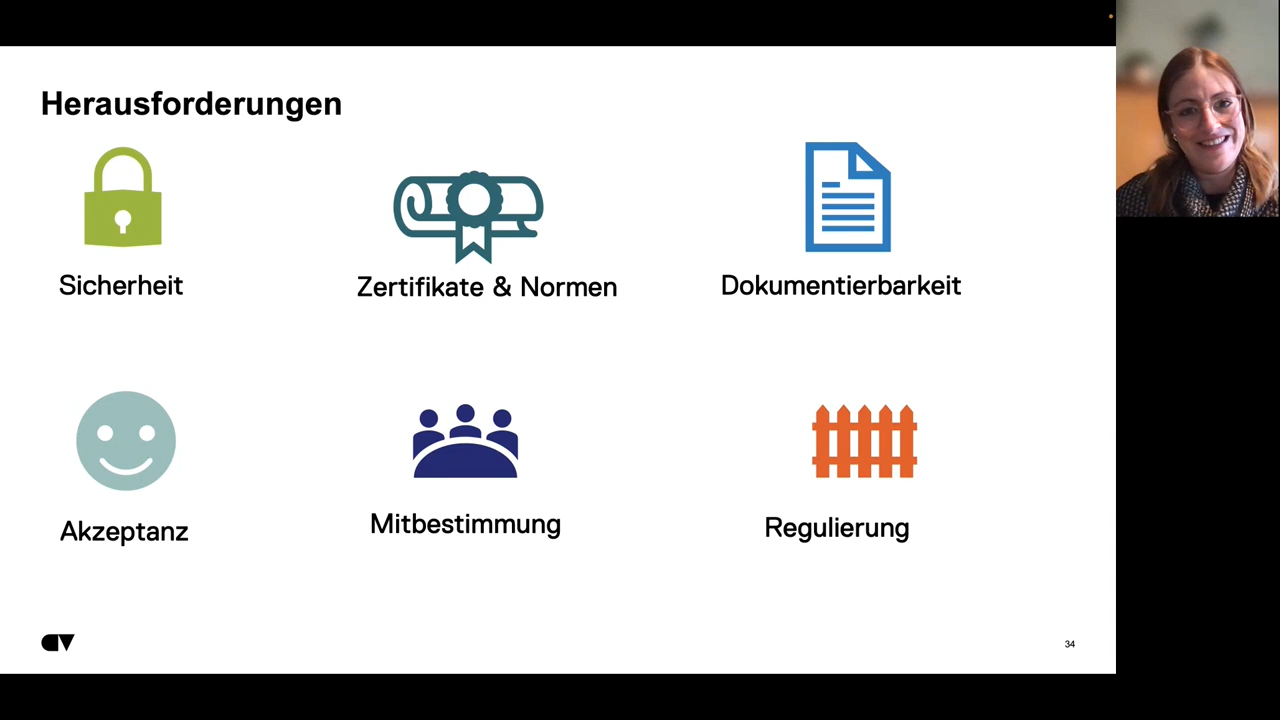 Herausforderungen
Sicherheit
Zertifikate & Normen
Dokumentierbarkeit
Akzeptanz
Mitbestimmung
Regulierung
34